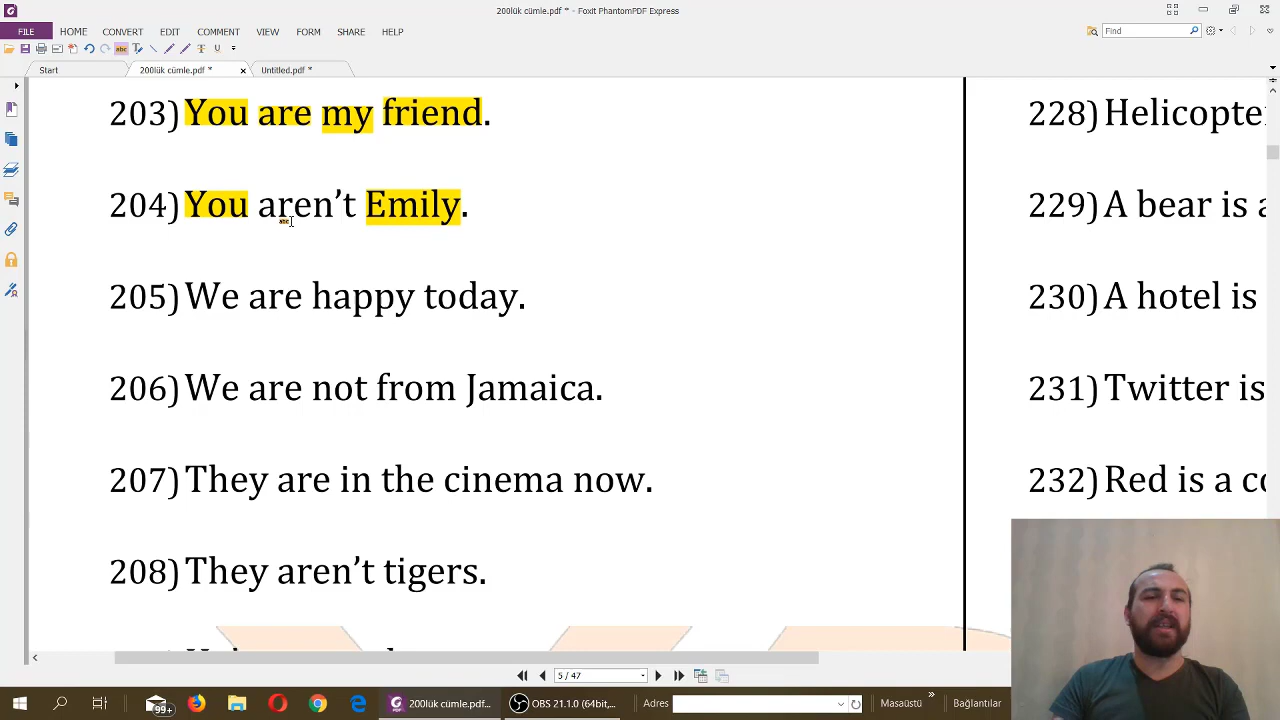 200lük cümle.pdf * - Foxit PhantomPDF Express
FILE HOME CONVERT EDIT COMMENT VIEW FORM SHARE HELP
Find
abc
Start 200lük cümle.pdf * Untitled.pdf *
203) You are my friend.
204) You aren’t Emily.
205) We are happy today.
206) We are not from Jamaica.
207) They are in the cinema now.
208) They aren’t tigers.
228) Helicopte
229) A bear is a
230) A hotel is
231) Twitter is
232) Red is a co
5 / 47
99+
200lük cümle.pdf...
OBS 21.1.0 (64bit,...
Adres
Masaüstü
Bağlantılar